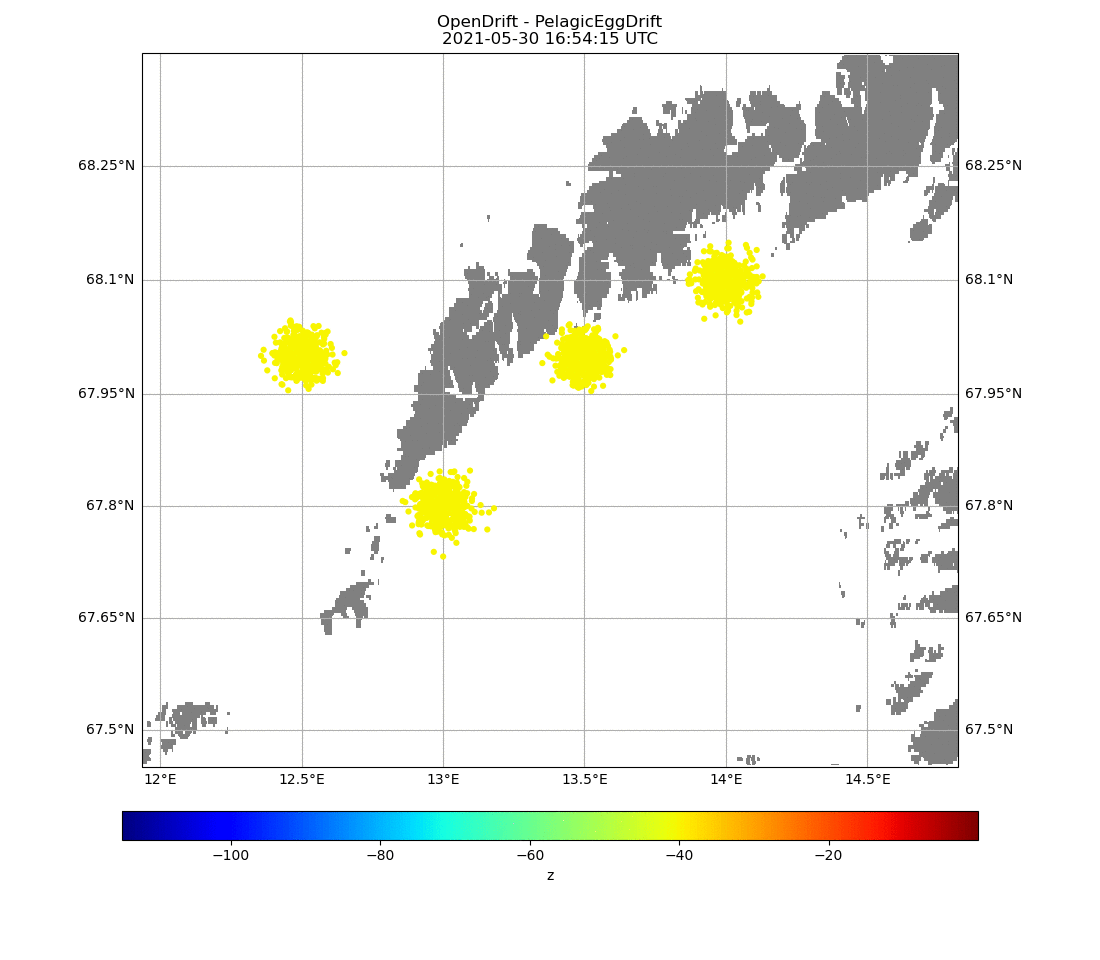 OpenDrift - PelagicEggDrift
2021-05-30 16:54:15 UTC
68.25°N 68.25°N
68.1°N 68.1°N
67.95°N 67.95°N
67.8°N 67.8°N
67.65°N 67.65°N
67.5°N 67.5°N
12°E 12.5°E 13°E 13.5°E 14°E 14.5°E
−100 −80 −60 −40 −20
z